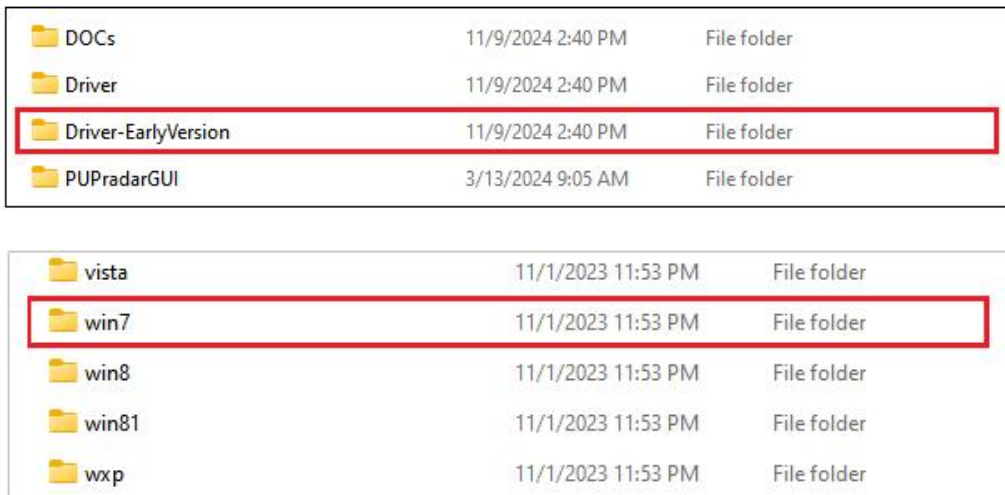 DOCs 11/9/2024 2:40 PM File folder
Driver 11/9/2024 2:40 PM File folder
Driver-EarlyVersion 11/9/2024 2:40 PM File folder
PUPradarGUI 3/13/2024 9:05 AM File folder
vista 11/1/2023 11:53 PM File folder
win7 11/1/2023 11:53 PM File folder
win8 11/1/2023 11:53 PM File folder
win81 11/1/2023 11:53 PM File folder
wxp 11/1/2023 11:53 PM File folder